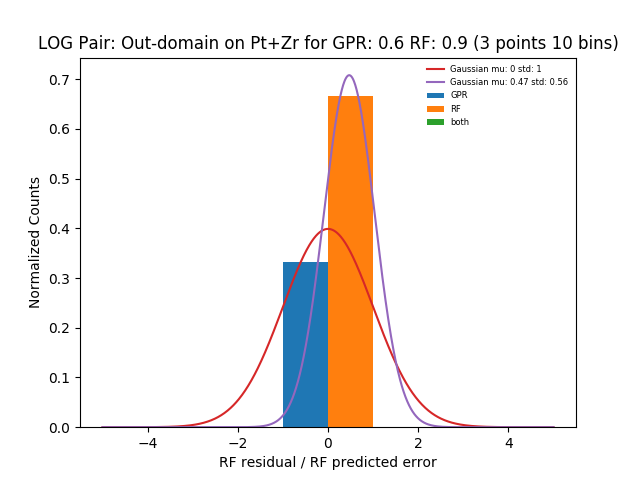 LOG Pair: Out-domain on Pt+Zr for GPR: 0.6 RF: 0.9 (3 points 10 bins)
Gaussian mu: 0 std: 1
Gaussian mu: 0.47 std: 0.56
GPR
RF
both
Normalized Counts
0.7
0.6
0.5
0.4
0.3
0.2
0.1
0.0
−4 −2 0 2 4
RF residual / RF predicted error